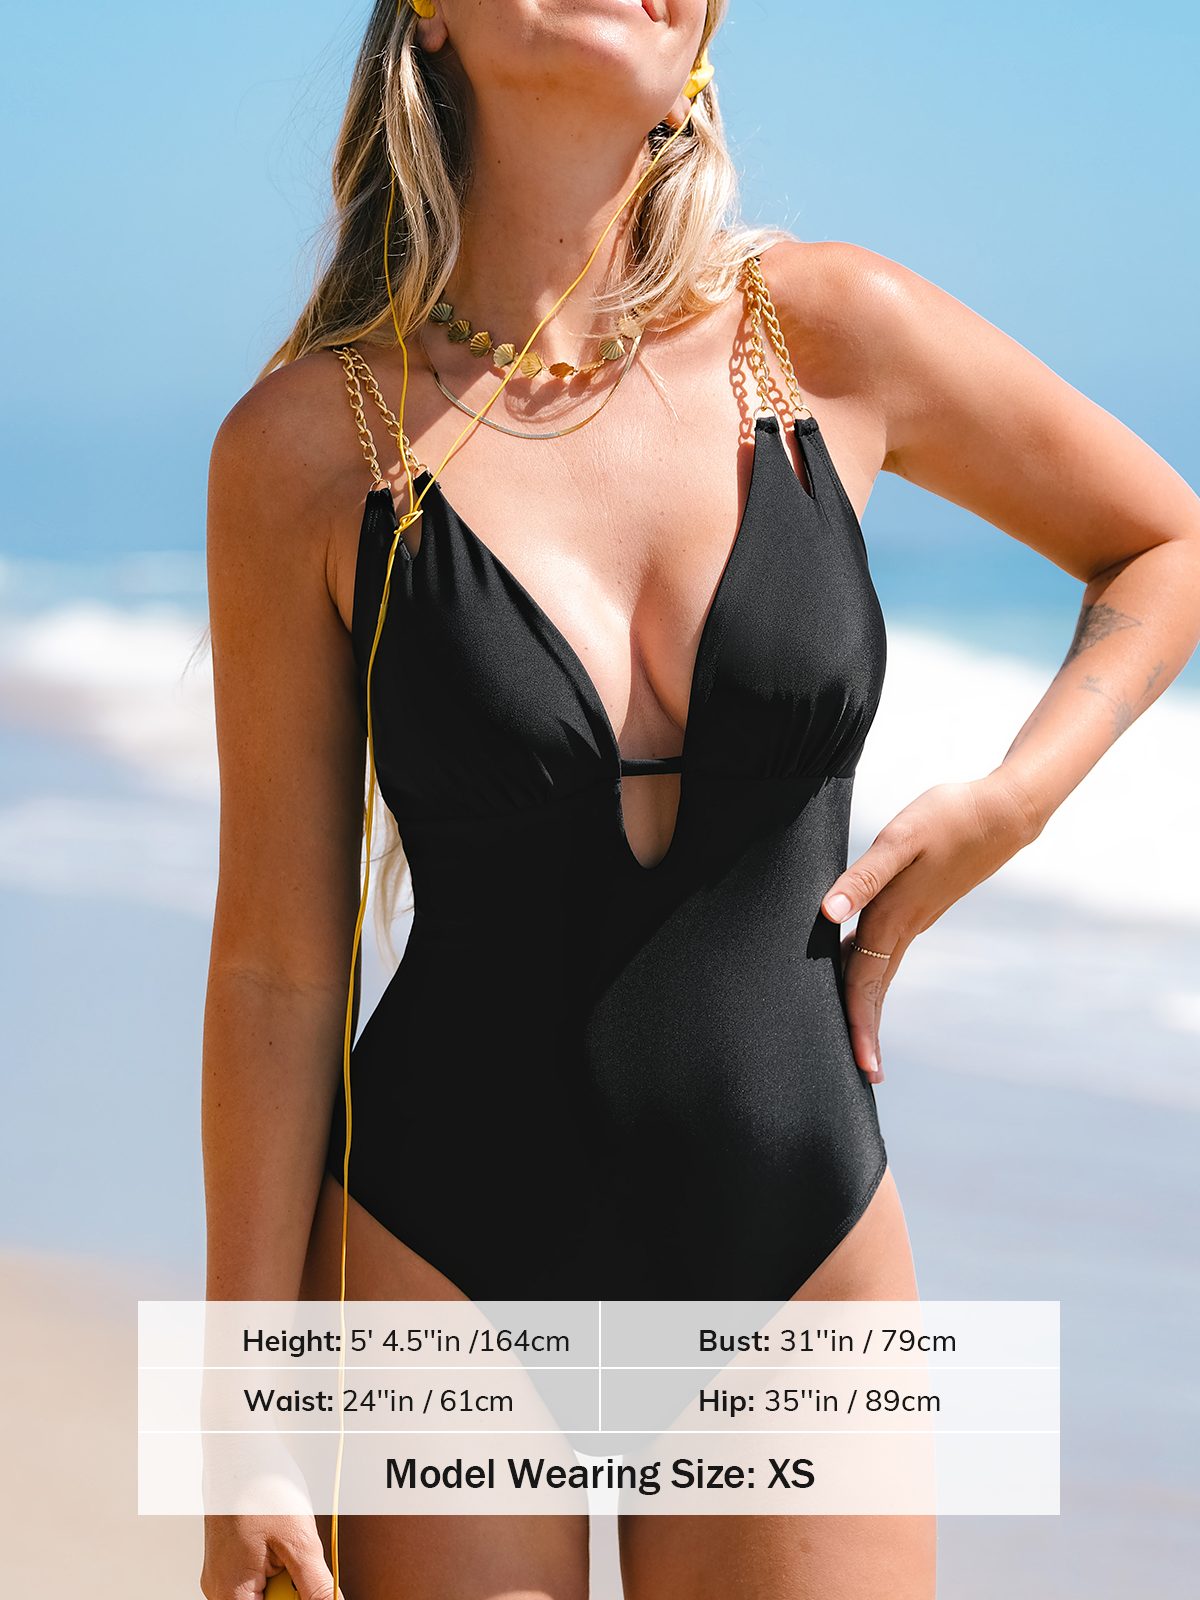 Height: 5' 4.5''in /164cm
Bust: 31''in / 79cm
Waist: 24''in / 61cm
Hip: 35''in / 89cm
Model Wearing Size: XS